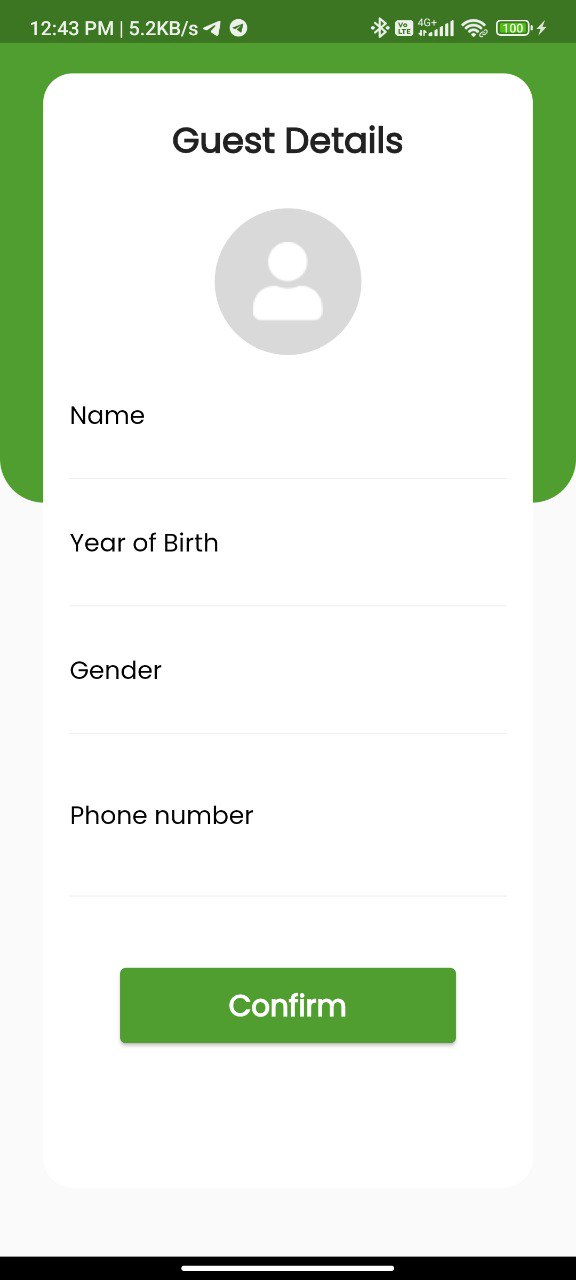 12:43 PM | 5.2KB/s Vo LTE 4G+ 100
Guest Details
Name
Year of Birth
Gender
Phone number
Confirm